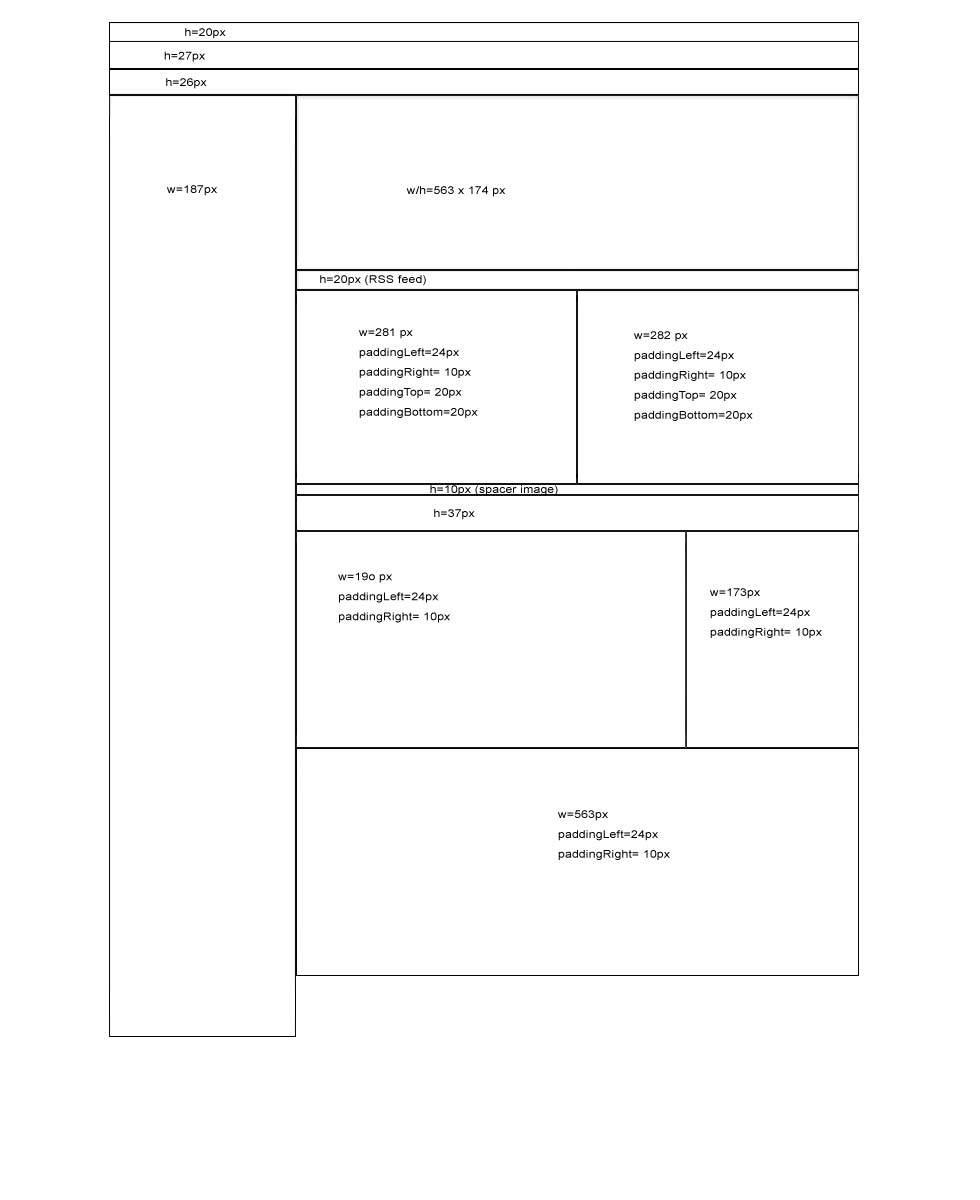 h=20px
h=27px
h=26px
w=187px
w/h=563 x 174 px
h=20px (RSS feed)
w=281 px
paddingLeft=24px
paddingRight= 10px
paddingTop= 20px
paddingBottom=20px
w=282 px
paddingLeft=24px
paddingRight= 10px
paddingTop= 20px
paddingBottom=20px
h=10px (spacer image)
h=37px
w=19o px
paddingLeft=24px
paddingRight= 10px
w=173px
paddingLeft=24px
paddingRight= 10px
w=563px
paddingLeft=24px
paddingRight= 10px